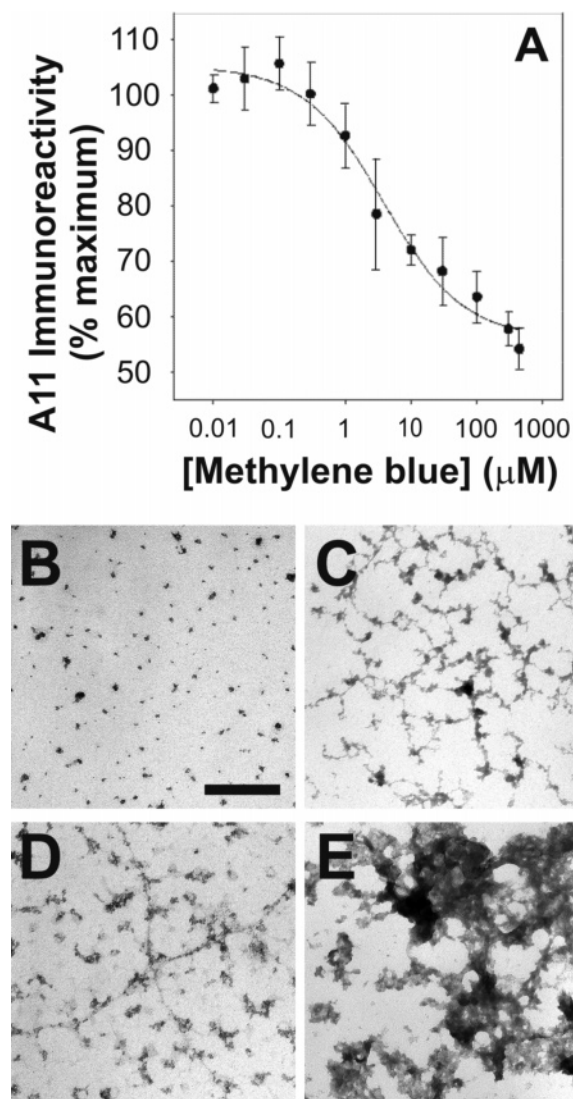 A
A11 Immunoreactivity
(% maximum)
110
100
90
80
70
60
50
0.01 0.1 1 10 100 1000
[Methylene blue] (μM)
B
C
D
E